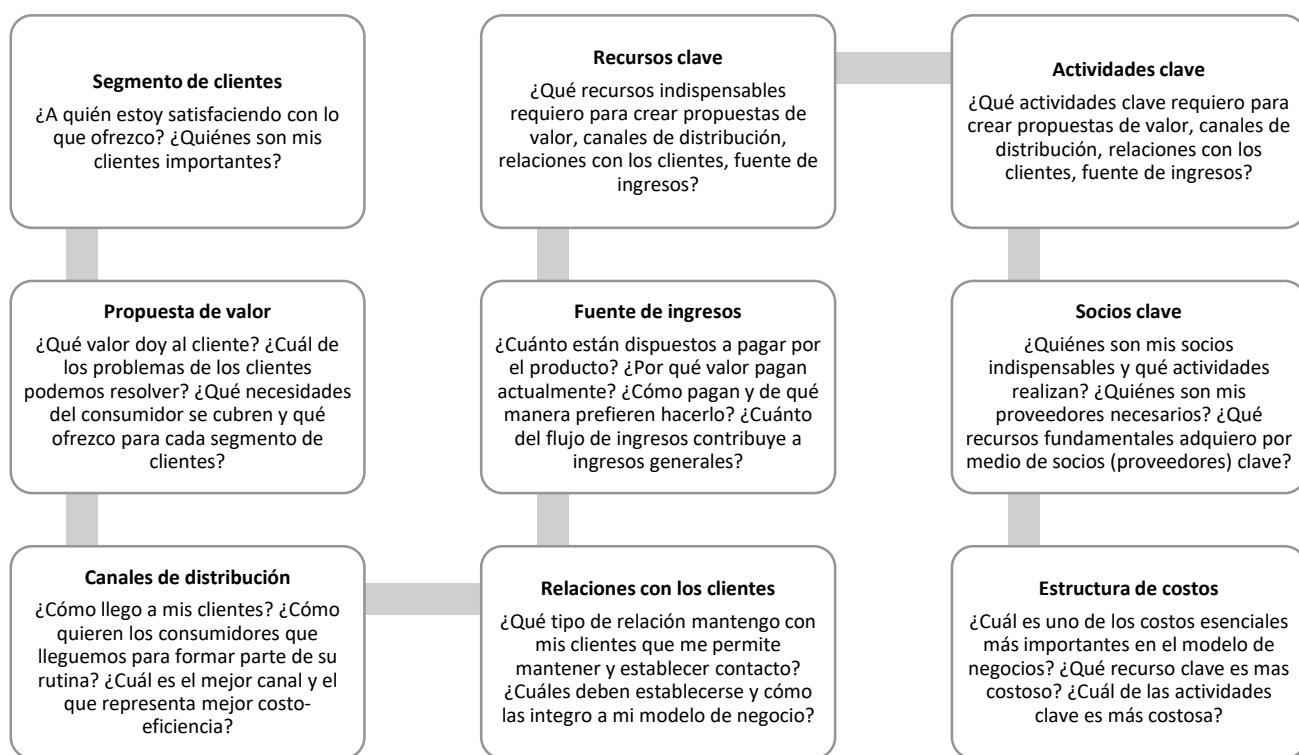 Segmento de clientes
¿A quién estoy satisfaciendo con lo
que ofrezco? ¿Quiénes son mis
clientes importantes?
Propuesta de valor
¿Qué valor doy al cliente? ¿Cuál de
los problemas de los clientes
podemos resolver? ¿Qué necesidades
del consumidor se cubren y qué
ofrezco para cada segmento de
clientes?
Canales de distribución
¿Cómo llego a mis clientes? ¿Cómo
quieren los consumidores que
lleguemos para formar parte de su
rutina? ¿Cuál es el mejor canal y el
que representa mejor costo-
eficiencia?
Relaciones con los clientes
¿Qué tipo de relación mantengo con
mis clientes que me permite
mantener y establecer contacto?
¿Cuáles deben establecerse y cómo
las integro a mi modelo de negocio?
Fuente de ingresos
¿Cuánto están dispuestos a pagar por
el producto? ¿Por qué valor pagan
actualmente? ¿Cómo pagan y de qué
manera prefieren hacerlo? ¿Cuánto
del flujo de ingresos contribuye a
ingresos generales?
Recursos clave
¿Qué recursos indispensables
requiero para crear propuestas de
valor, canales de distribución,
relaciones con los clientes, fuente de
ingresos?
Actividades clave
¿Qué actividades clave requiero para
crear propuestas de valor, canales de
distribución, relaciones con los
clientes, fuente de ingresos?
Socios clave
¿Quiénes son mis socios
indispensables y qué actividades
realizan? ¿Quiénes son mis
proveedores necesarios? ¿Qué
recursos fundamentales adquiero por
medio de socios (proveedores) clave?
Estructura de costos
¿Cuál es uno de los costos esenciales
más importantes en el modelo de
negocios? ¿Qué recurso clave es mas
costoso? ¿Cuál de las actividades
clave es más costosa?